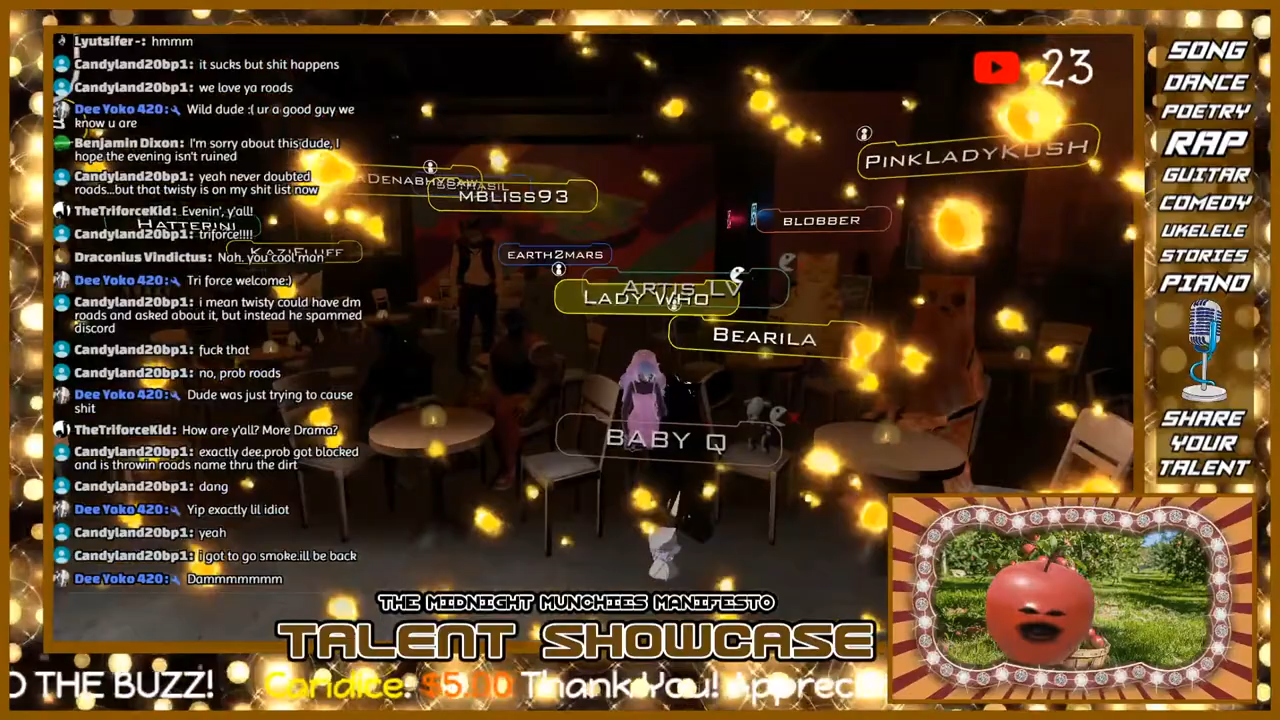 Lyutsifer-: hmmm
Candyland20bp1: it sucks but shit happens
Candyland20bp1: we love ya roads
Dee Yoko 420: Wild dude :( ur a good guy we
know u are
Benjamin Dixon: I'm sorry about this dude, I
hope the evening isn't ruined
Candyland20bp1: yeah never doubted
roads...but that twisty is on my shit list now
TheTriforceKid: Evenin', y'all!
Candyland20bp1: triforce!!!!
Draconius Vindictus: Nah. you cool man
Dee Yoko 420: Tri force welcome:)
Candyland20bp1: i mean twisty could have dm
roads and asked about it, but instead he spammed
discord
Candyland20bp1: fuck that
Candyland20bp1: no, prob roads
Dee Yoko 420: Dude was just trying to cause
shit
TheTriforceKid: How are y'all? More Drama?
Candyland20bp1: exactly dee.prob got blocked
and is throwin roads name thru the dirt
Candyland20bp1: dang
Dee Yoko 420: Yip exactly lil idiot
Candyland20bp1: yeah
Candyland20bp1: i got to go smoke.ill be back
Dee Yoko 420: Dammmmmmm
23
PinkLadyKush
MBliss93
Hatterini
KaziFluff
blobber
earth2mars
Artis LV
Lady Who
Bearila
Baby Q
SONG
DANCE
POETRY
RAP
GUITAR
COMEDY
UKELELE
STORIES
PIANO
SHARE
YOUR
TALENT
THE MIDNIGHT MUNCHIES MANIFESTO
TALENT SHOWCASE
O THE BUZZ! Candice: $5.00 Thank You! Apprec